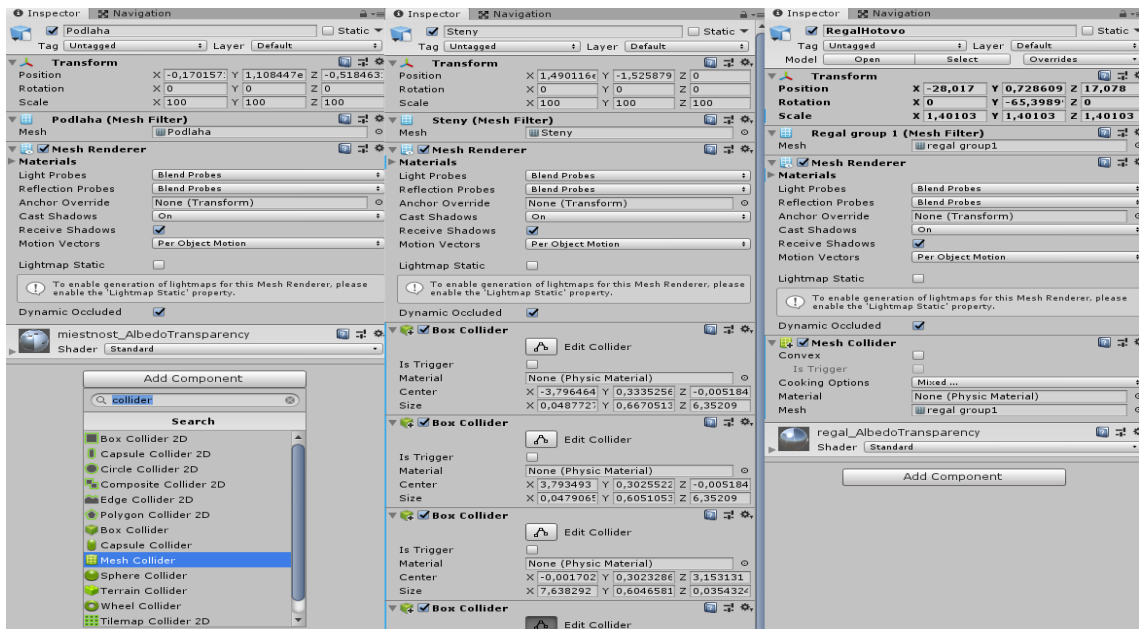 Inspector Navigation
Podlaha Static
Tag Untagged Layer Default
Transform
Position X -0,170157: Y 1,108447e Z -0,518463:
Rotation X 0 Y 0 Z 0
Scale X 100 Y 100 Z 100
Podlaha (Mesh Filter)
Mesh Podlaha
Mesh Renderer
Materials
Light Probes Blend Probes
Reflection Probes Blend Probes
Anchor Override None (Transform)
Cast Shadows On
Receive Shadows
Motion Vectors Per Object Motion
Lightmap Static
To enable generation of lightmaps for this Mesh Renderer, please
enable the 'Lightmap Static' property.
Dynamic Occluded
miestnost_AlbedoTransparency
Shader Standard
Add Component
collider
Search
Box Collider 2D
Capsule Collider 2D
Circle Collider 2D
Composite Collider 2D
Edge Collider 2D
Polygon Collider 2D
Box Collider
Capsule Collider
Mesh Collider
Sphere Collider
Terrain Collider
Wheel Collider
Tilemap Collider 2D
Inspector Navigation
Steny Static
Tag Untagged Layer Default
Transform
Position X 1,490116e Y -1,525879 Z 0
Rotation X 0 Y 0 Z 0
Scale X 100 Y 100 Z 100
Steny (Mesh Filter)
Mesh Steny
Mesh Renderer
Materials
Light Probes Blend Probes
Reflection Probes Blend Probes
Anchor Override None (Transform)
Cast Shadows On
Receive Shadows
Motion Vectors Per Object Motion
Lightmap Static
To enable generation of lightmaps for this Mesh Renderer, please
enable the 'Lightmap Static' property.
Dynamic Occluded
Box Collider
Edit Collider
Is Trigger
Material None (Physic Material)
Center X -3,796464 Y 0,3335256 Z -0,005184
Size X 0,0487727 Y 0,6670513 Z 6,35209
Box Collider
Edit Collider
Is Trigger
Material None (Physic Material)
Center X 3,793493 Y 0,3025522 Z -0,005184
Size X 0,0479065 Y 0,6051053 Z 6,35209
Box Collider
Edit Collider
Is Trigger
Material None (Physic Material)
Center X -0,001702 Y 0,3023286 Z 3,153131
Size X 7,638292 Y 0,6046581 Z 0,0354324
Box Collider
Edit Collider
Inspector Navigation
RegalHotovo Static
Tag Untagged Layer Default
Model Open Select Overrides
Transform
Position X -28,017 Y 0,728609 Z 17,078
Rotation X 0 Y -65,3989 Z 0
Scale X 1,40103 Y 1,40103 Z 1,40103
Regal group 1 (Mesh Filter)
Mesh regal group1
Mesh Renderer
Materials
Light Probes Blend Probes
Reflection Probes Blend Probes
Anchor Override None (Transform)
Cast Shadows On
Receive Shadows
Motion Vectors Per Object Motion
Lightmap Static
To enable generation of lightmaps for this Mesh Renderer, please
enable the 'Lightmap Static' property.
Dynamic Occluded
Mesh Collider
Convex
Is Trigger
Cooking Options Mixed ...
Material None (Physic Material)
Mesh regal group1
regal_AlbedoTransparency
Shader Standard
Add Component